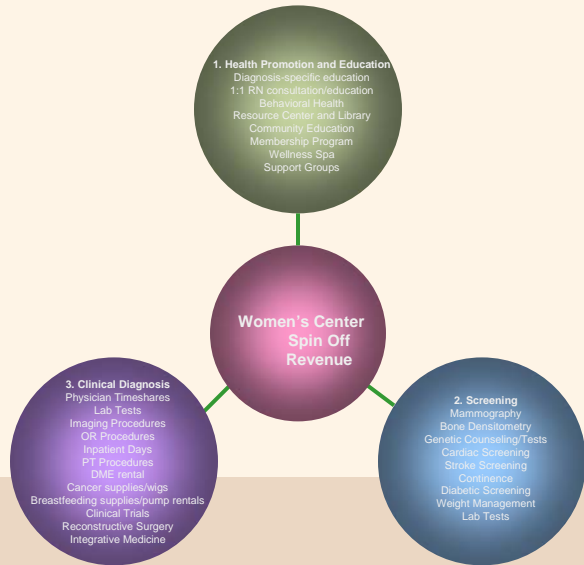 1. Health Promotion and Education
Diagnosis-specific education
1:1 RN consultation/education
Behavioral Health
Resource Center and Library
Community Education
Membership Program
Wellness Spa
Support Groups
Women’s Center
Spin Off
Revenue
3. Clinical Diagnosis
Physician Timeshares
Lab Tests
Imaging Procedures
OR Procedures
Inpatient Days
PT Procedures
DME rental
Cancer supplies/wigs
Breastfeeding supplies/pump rentals
Clinical Trials
Reconstructive Surgery
Integrative Medicine
2. Screening
Mammography
Bone Densitometry
Genetic Counseling/Tests
Cardiac Screening
Stroke Screening
Continence
Diabetic Screening
Weight Management
Lab Tests